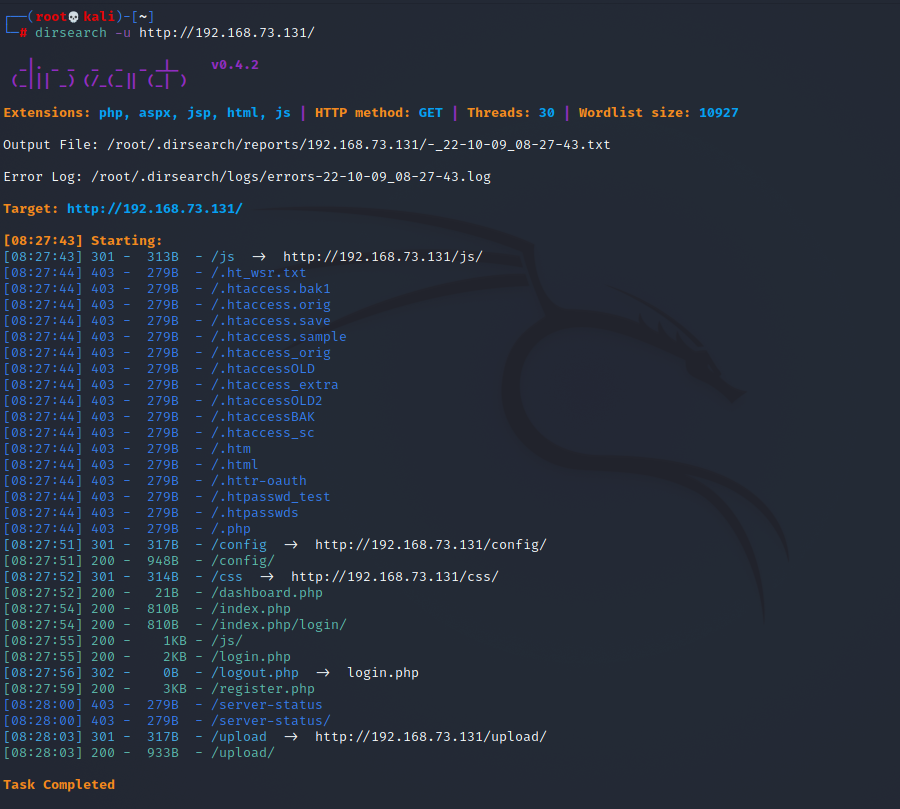 ┌──(root💀kali)-[~]
└─# dirsearch -u http://192.168.73.131/
 _|. _ _  _  _  _ _|_    v0.4.2
(_||| _) (/_(_|| (_| )
Extensions: php, aspx, jsp, html, js | HTTP method: GET | Threads: 30 | Wordlist size: 10927
Output File: /root/.dirsearch/reports/192.168.73.131/-_22-10-09_08-27-43.txt
Error Log: /root/.dirsearch/logs/errors-22-10-09_08-27-43.log
Target: http://192.168.73.131/
[08:27:43] Starting:
[08:27:43] 301 -  313B  - /js  →  http://192.168.73.131/js/
[08:27:44] 403 -  279B  - /.ht_wsr.txt
[08:27:44] 403 -  279B  - /.htaccess.bak1
[08:27:44] 403 -  279B  - /.htaccess.orig
[08:27:44] 403 -  279B  - /.htaccess.save
[08:27:44] 403 -  279B  - /.htaccess.sample
[08:27:44] 403 -  279B  - /.htaccess_orig
[08:27:44] 403 -  279B  - /.htaccessOLD
[08:27:44] 403 -  279B  - /.htaccess_extra
[08:27:44] 403 -  279B  - /.htaccessOLD2
[08:27:44] 403 -  279B  - /.htaccessBAK
[08:27:44] 403 -  279B  - /.htaccess_sc
[08:27:44] 403 -  279B  - /.htm
[08:27:44] 403 -  279B  - /.html
[08:27:44] 403 -  279B  - /.httr-oauth
[08:27:44] 403 -  279B  - /.htpasswd_test
[08:27:44] 403 -  279B  - /.htpasswds
[08:27:44] 403 -  279B  - /.php
[08:27:51] 301 -  317B  - /config  →  http://192.168.73.131/config/
[08:27:51] 200 -  948B  - /config/
[08:27:52] 301 -  314B  - /css  →  http://192.168.73.131/css/
[08:27:52] 200 -   21B  - /dashboard.php
[08:27:54] 200 -  810B  - /index.php
[08:27:54] 200 -  810B  - /index.php/login/
[08:27:55] 200 -    1KB - /js/
[08:27:55] 200 -    2KB - /login.php
[08:27:56] 302 -    0B  - /logout.php  →  login.php
[08:27:59] 200 -    3KB - /register.php
[08:28:00] 403 -  279B  - /server-status
[08:28:00] 403 -  279B  - /server-status/
[08:28:03] 301 -  317B  - /upload  →  http://192.168.73.131/upload/
[08:28:03] 200 -  933B  - /upload/
Task Completed